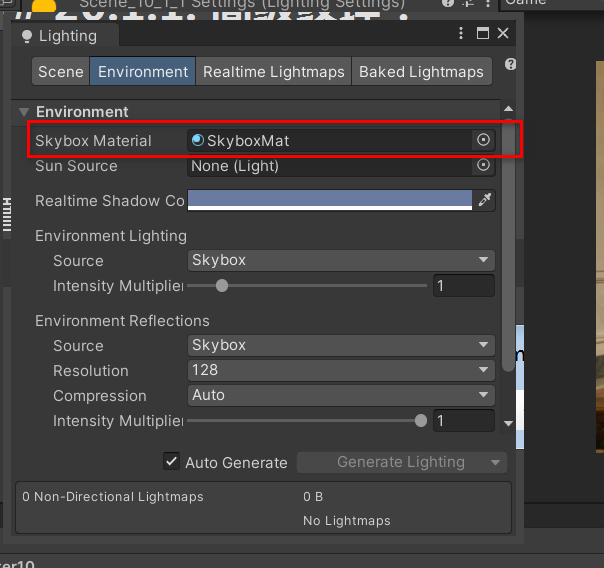 Scene_10_1_1 Settings (Lighting Settings)
Game
Lighting
Scene
Environment
Realtime Lightmaps
Baked Lightmaps
Environment
Skybox Material
SkyboxMat
Sun Source
None (Light)
Realtime Shadow Co
Environment Lighting
Source
Skybox
Intensity Multiplier
1
Environment Reflections
Source
Skybox
Resolution
128
Compression
Auto
Intensity Multiplier
1
Auto Generate
Generate Lighting
0 Non-Directional Lightmaps
0 B
No Lightmaps